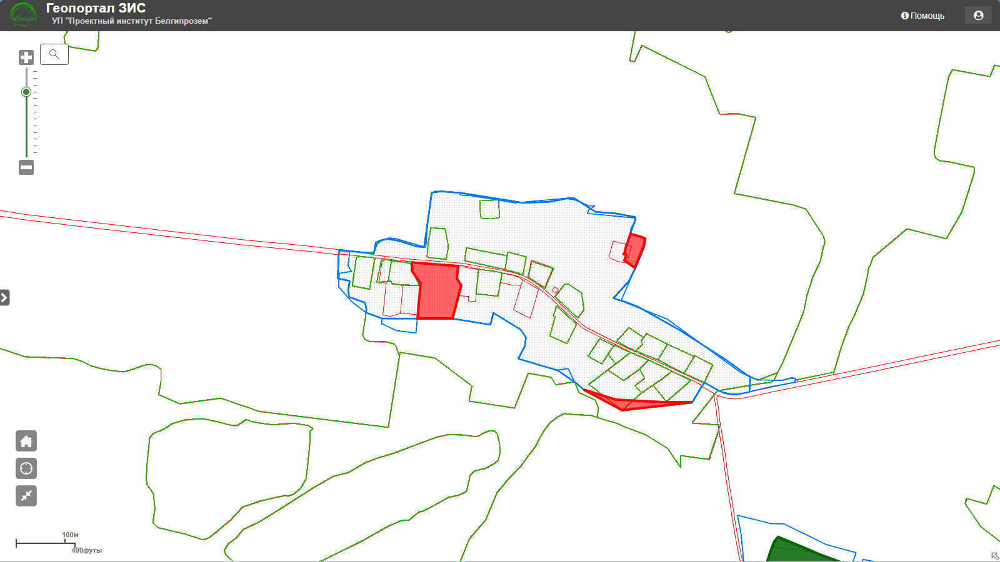 Геопортал ЗИС
УП "Проектный институт Белгипрозем"
Помощь
100м
400футы